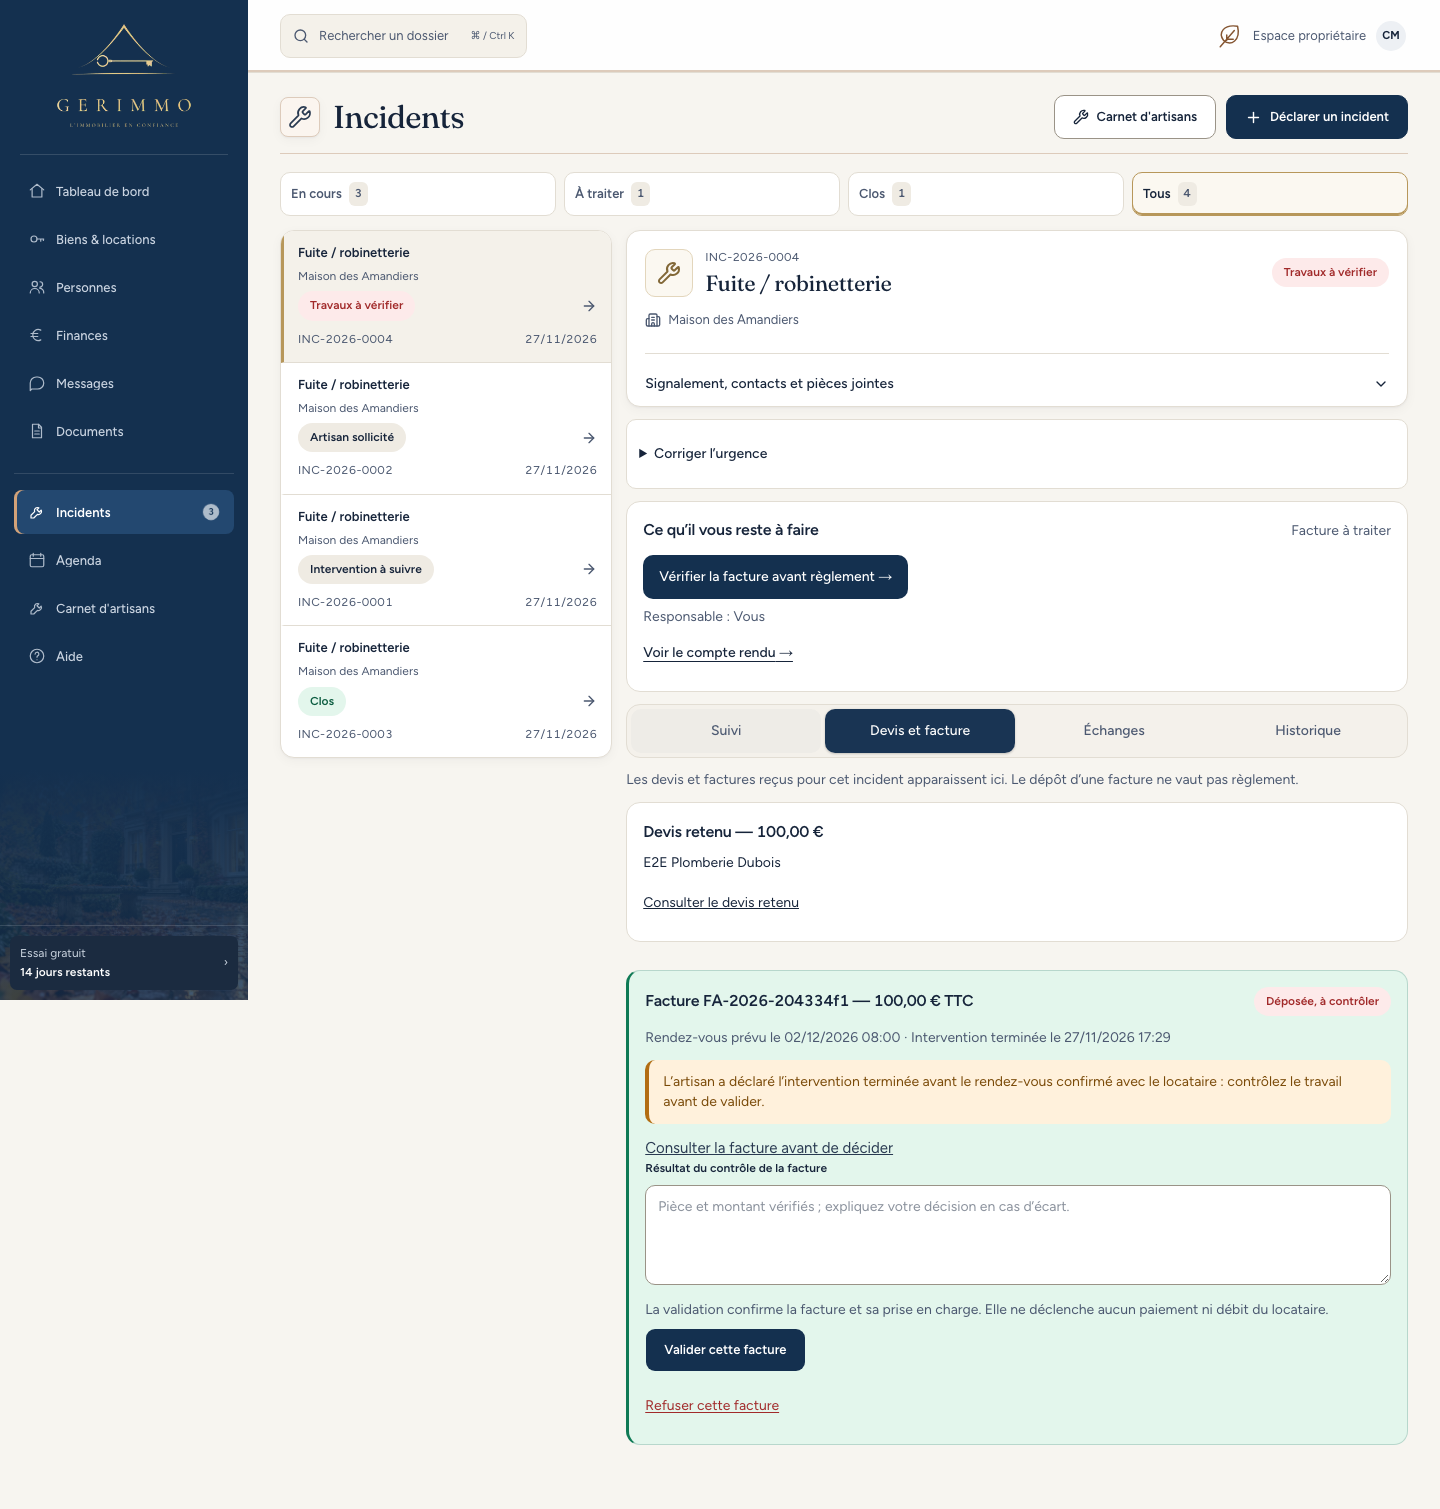 GERIMMO
L'IMMOBILIER EN CONFIANCE
Tableau de bord
Biens & locations
Personnes
Finances
Messages
Documents
Incidents 3
Agenda
Carnet d'artisans
Aide
Essai gratuit
14 jours restants
›
Rechercher un dossier ⌘ / Ctrl K
Espace propriétaire CM
Incidents
Carnet d'artisans
Déclarer un incident
En cours 3
À traiter 1
Clos 1
Tous 4
Fuite / robinetterie
Maison des Amandiers
Travaux à vérifier
INC-2026-0004 27/11/2026
Fuite / robinetterie
Maison des Amandiers
Artisan sollicité
INC-2026-0002 27/11/2026
Fuite / robinetterie
Maison des Amandiers
Intervention à suivre
INC-2026-0001 27/11/2026
Fuite / robinetterie
Maison des Amandiers
Clos
INC-2026-0003 27/11/2026
INC-2026-0004
Fuite / robinetterie
Travaux à vérifier
Maison des Amandiers
Signalement, contacts et pièces jointes
Corriger l’urgence
Ce qu’il vous reste à faire
Facture à traiter
Vérifier la facture avant règlement →
Responsable : Vous
Voir le compte rendu →
Suivi
Devis et facture
Échanges
Historique
Les devis et factures reçus pour cet incident apparaissent ici. Le dépôt d’une facture ne vaut pas règlement.
Devis retenu — 100,00 €
E2E Plomberie Dubois
Consulter le devis retenu
Facture FA-2026-204334f1 — 100,00 € TTC
Déposée, à contrôler
Rendez-vous prévu le 02/12/2026 08:00 · Intervention terminée le 27/11/2026 17:29
L’artisan a déclaré l’intervention terminée avant le rendez-vous confirmé avec le locataire : contrôlez le travail
avant de valider.
Consulter la facture avant de décider
Résultat du contrôle de la facture
Pièce et montant vérifiés ; expliquez votre décision en cas d’écart.
La validation confirme la facture et sa prise en charge. Elle ne déclenche aucun paiement ni débit du locataire.
Valider cette facture
Refuser cette facture